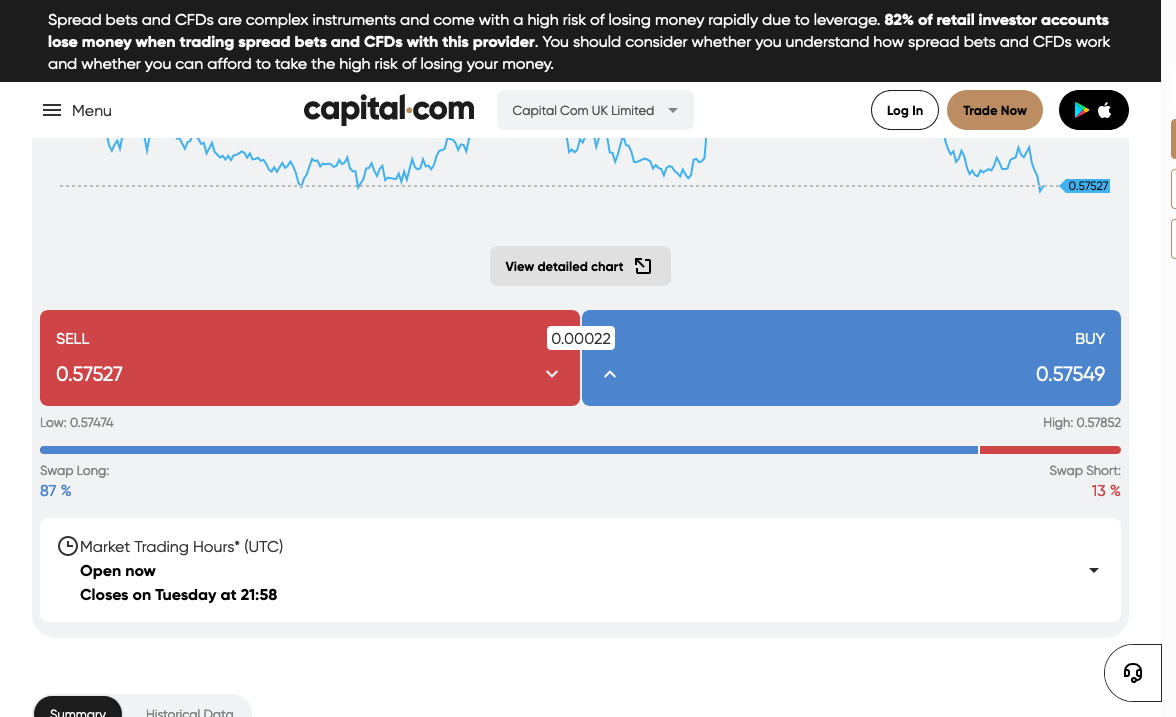 Spread bets and CFDs are complex instruments and come with a high risk of losing money rapidly due to leverage. 82% of retail investor accounts
lose money when trading spread bets and CFDs with this provider. You should consider whether you understand how spread bets and CFDs work
and whether you can afford to take the high risk of losing your money.
Menu
capital.com
Capital Com UK Limited
Log In
Trade Now
0.57527
View detailed chart
SELL
0.00022
BUY
0.57527
0.57549
Low: 0.57474
High: 0.57852
Swap Long:
Swap Short:
87 %
13 %
Market Trading Hours* (UTC)
Open now
Closes on Tuesday at 21:58
Summary
Historical Data